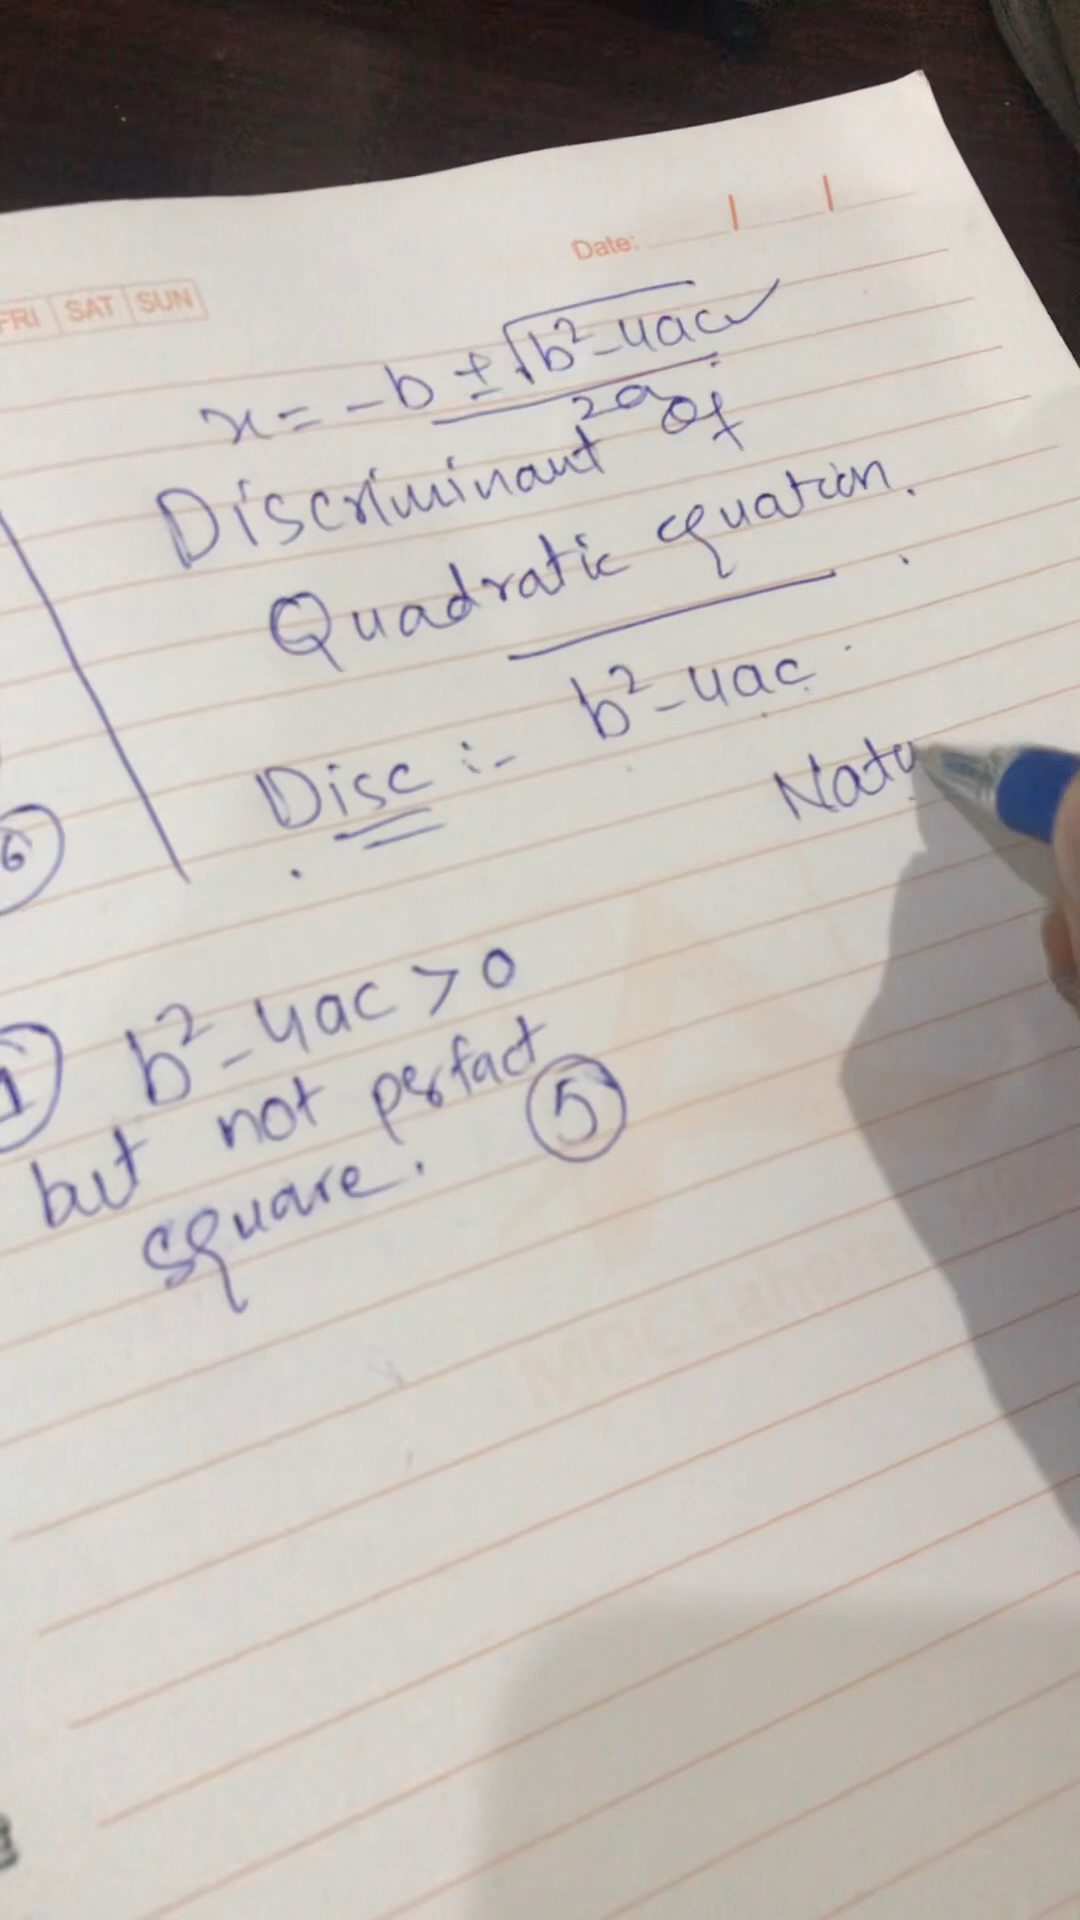 FRI SAT SUN
Date:
x = -b ± √b²-4ac
2a
Discriminant of
Quadratic equation.
Disc :- b²-4ac
Natu
6
1 b²-4ac > 0
but not perfact
square. 5